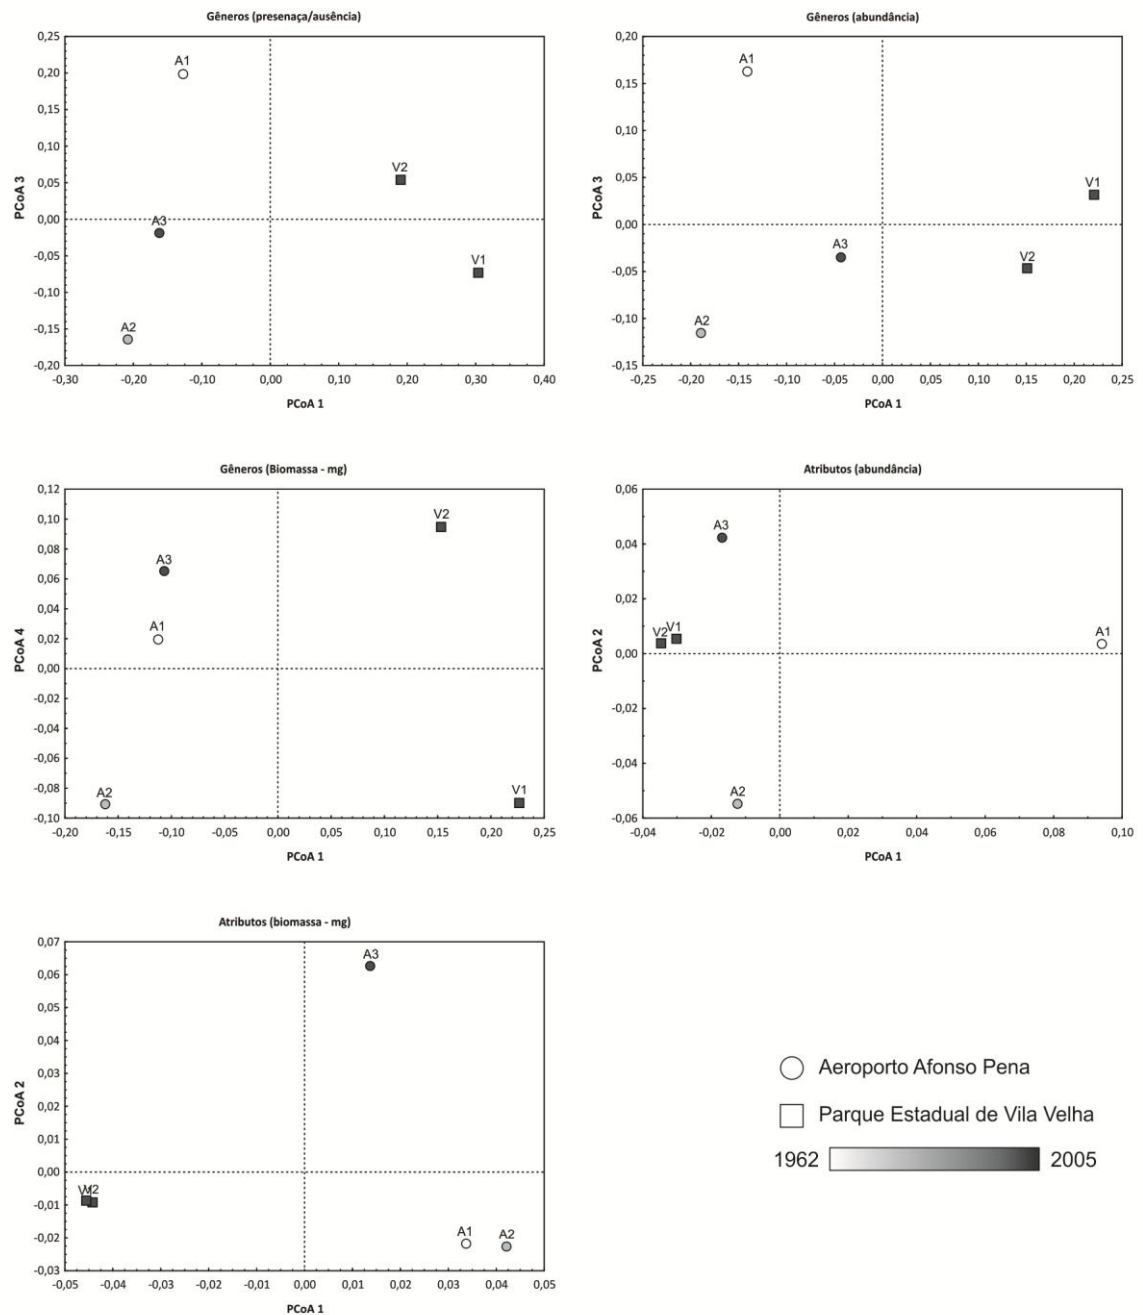 Gêneros (presenaça/ausência)
0,25
0,20
0,15
0,10
0,05
0,00
-0,05
-0,10
-0,15
-0,20
PCoA 3
A1
V2
A3
V1
A2
-0,30 -0,20 -0,10 0,00 0,10 0,20 0,30 0,40
PCoA 1
Gêneros (abundância)
0,20
0,15
0,10
0,05
0,00
-0,05
-0,10
-0,15
PCoA 3
A1
V1
A3
V2
A2
-0,25 -0,20 -0,15 -0,10 -0,05 0,00 0,05 0,10 0,15 0,20 0,25
PCoA 1
Gêneros (Biomassa - mg)
0,12
0,10
0,08
0,06
0,04
0,02
0,00
-0,02
-0,04
-0,06
-0,08
-0,10
PCoA 4
V2
A3
A1
A2
V1
-0,20 -0,15 -0,10 -0,05 0,00 0,05 0,10 0,15 0,20 0,25
PCoA 1
Atributos (abundância)
0,06
0,04
0,02
0,00
-0,02
-0,04
-0,06
PCoA 2
A3
V2 V1
A1
A2
-0,04 -0,02 0,00 0,02 0,04 0,06 0,08 0,10
PCoA 1
Atributos (biomassa - mg)
0,07
0,06
0,05
0,04
0,03
0,02
0,01
0,00
-0,01
-0,02
-0,03
PCoA 2
A3
V1 V2
A1
A2
-0,05 -0,04 -0,03 -0,02 -0,01 0,00 0,01 0,02 0,03 0,04 0,05
PCoA 1
Aeroporto Afonso Pena
Parque Estadual de Vila Velha
1962 2005